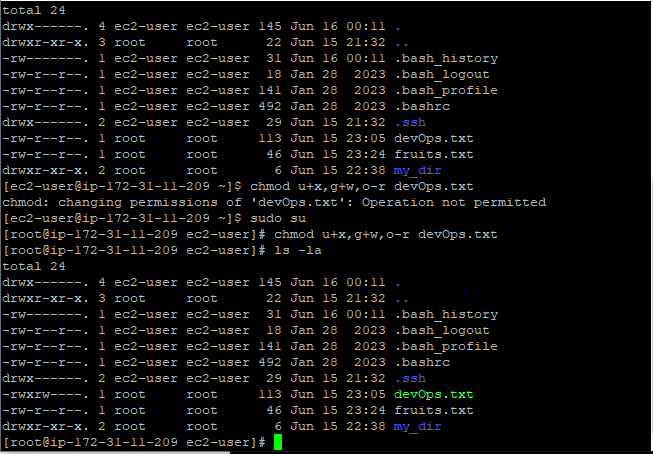 total 24
drwx------. 4 ec2-user ec2-user 145 Jun 16 00:11 .
drwxr-xr-x. 3 root     root      22 Jun 15 21:32 ..
-rw-------. 1 ec2-user ec2-user  31 Jun 16 00:11 .bash_history
-rw-r--r--. 1 ec2-user ec2-user  18 Jan 28  2023 .bash_logout
-rw-r--r--. 1 ec2-user ec2-user 141 Jan 28  2023 .bash_profile
-rw-r--r--. 1 ec2-user ec2-user 492 Jan 28  2023 .bashrc
drwx------. 2 ec2-user ec2-user  29 Jun 15 21:32 .ssh
-rw-r--r--. 1 root     root     113 Jun 15 23:05 devOps.txt
-rw-r--r--. 1 root     root      46 Jun 15 23:24 fruits.txt
drwxr-xr-x. 2 root     root       6 Jun 15 22:38 my_dir
[ec2-user@ip-172-31-11-209 ~]$ chmod u+x,g+w,o-r devOps.txt
chmod: changing permissions of 'devOps.txt': Operation not permitted
[ec2-user@ip-172-31-11-209 ~]$ sudo su
[root@ip-172-31-11-209 ec2-user]# chmod u+x,g+w,o-r devOps.txt
[root@ip-172-31-11-209 ec2-user]# ls -la
total 24
drwx------. 4 ec2-user ec2-user 145 Jun 16 00:11 .
drwxr-xr-x. 3 root     root      22 Jun 15 21:32 ..
-rw-------. 1 ec2-user ec2-user  31 Jun 16 00:11 .bash_history
-rw-r--r--. 1 ec2-user ec2-user  18 Jan 28  2023 .bash_logout
-rw-r--r--. 1 ec2-user ec2-user 141 Jan 28  2023 .bash_profile
-rw-r--r--. 1 ec2-user ec2-user 492 Jan 28  2023 .bashrc
drwx------. 2 ec2-user ec2-user  29 Jun 15 21:32 .ssh
-rwxrw----. 1 root     root     113 Jun 15 23:05 devOps.txt
-rw-r--r--. 1 root     root      46 Jun 15 23:24 fruits.txt
drwxr-xr-x. 2 root     root       6 Jun 15 22:38 my_dir
[root@ip-172-31-11-209 ec2-user]#